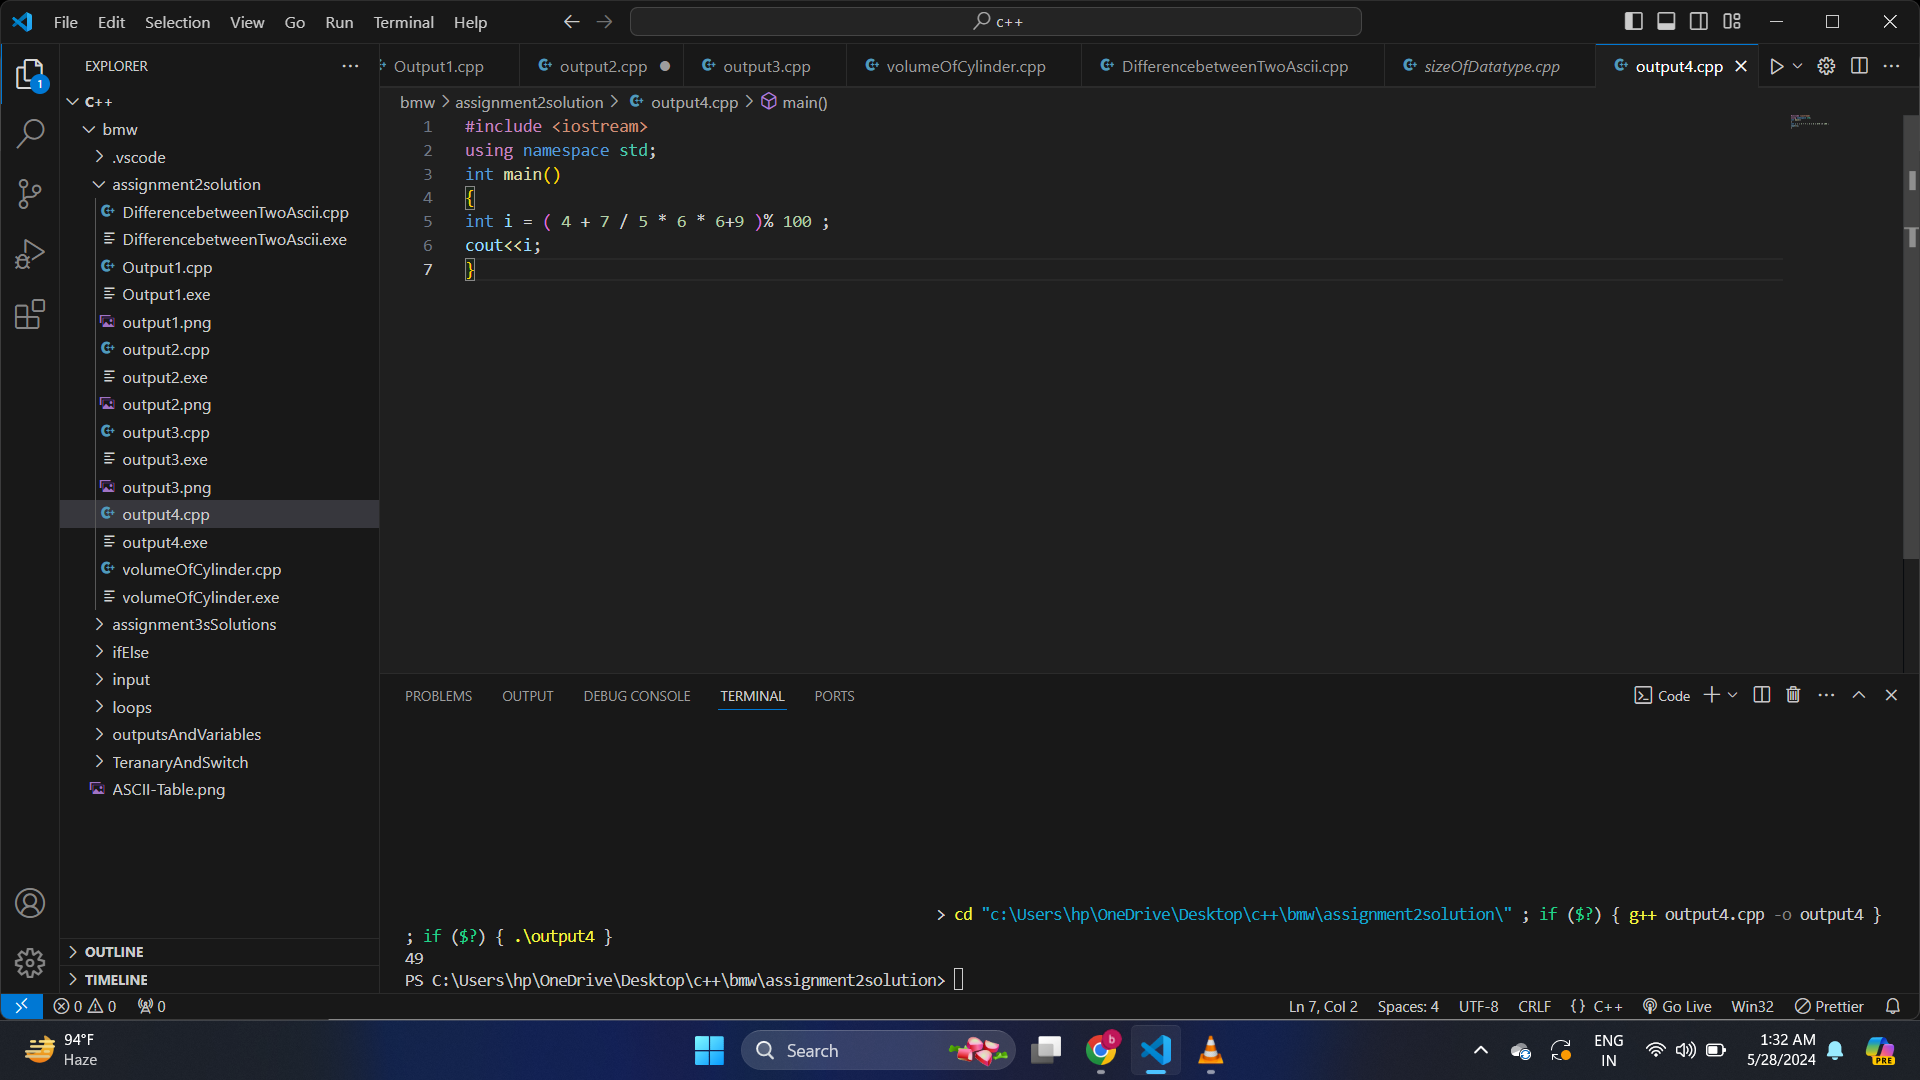 File Edit Selection View Go Run Terminal Help
c++
EXPLORER
Output1.cpp output2.cpp output3.cpp volumeOfCylinder.cpp DifferencebetweenTwoAscii.cpp sizeOfDatatype.cpp output4.cpp
1
C++
bmw
.vscode
assignment2solution
DifferencebetweenTwoAscii.cpp
DifferencebetweenTwoAscii.exe
Output1.cpp
Output1.exe
output1.png
output2.cpp
output2.exe
output2.png
output3.cpp
output3.exe
output3.png
output4.cpp
output4.exe
volumeOfCylinder.cpp
volumeOfCylinder.exe
assignment3sSolutions
ifElse
input
loops
outputsAndVariables
TeranaryAndSwitch
ASCII-Table.png
OUTLINE
TIMELINE
bmw > assignment2solution > output4.cpp > main()
1 #include <iostream>
2 using namespace std;
3 int main()
4 {
5 int i = ( 4 + 7 / 5 * 6 * 6+9 )% 100 ;
6 cout<<i;
7 }
PROBLEMS OUTPUT DEBUG CONSOLE TERMINAL PORTS
Code
> cd "c:\Users\hp\OneDrive\Desktop\c++\bmw\assignment2solution\" ; if ($?) { g++ output4.cpp -o output4 }
; if ($?) { .\output4 }
49
PS C:\Users\hp\OneDrive\Desktop\c++\bmw\assignment2solution>
0 0 0 Ln 7, Col 2 Spaces: 4 UTF-8 CRLF {} C++ Go Live Win32 Prettier
94°F
Haze
Search
b
ENG
IN
1:32 AM
5/28/2024
PRE